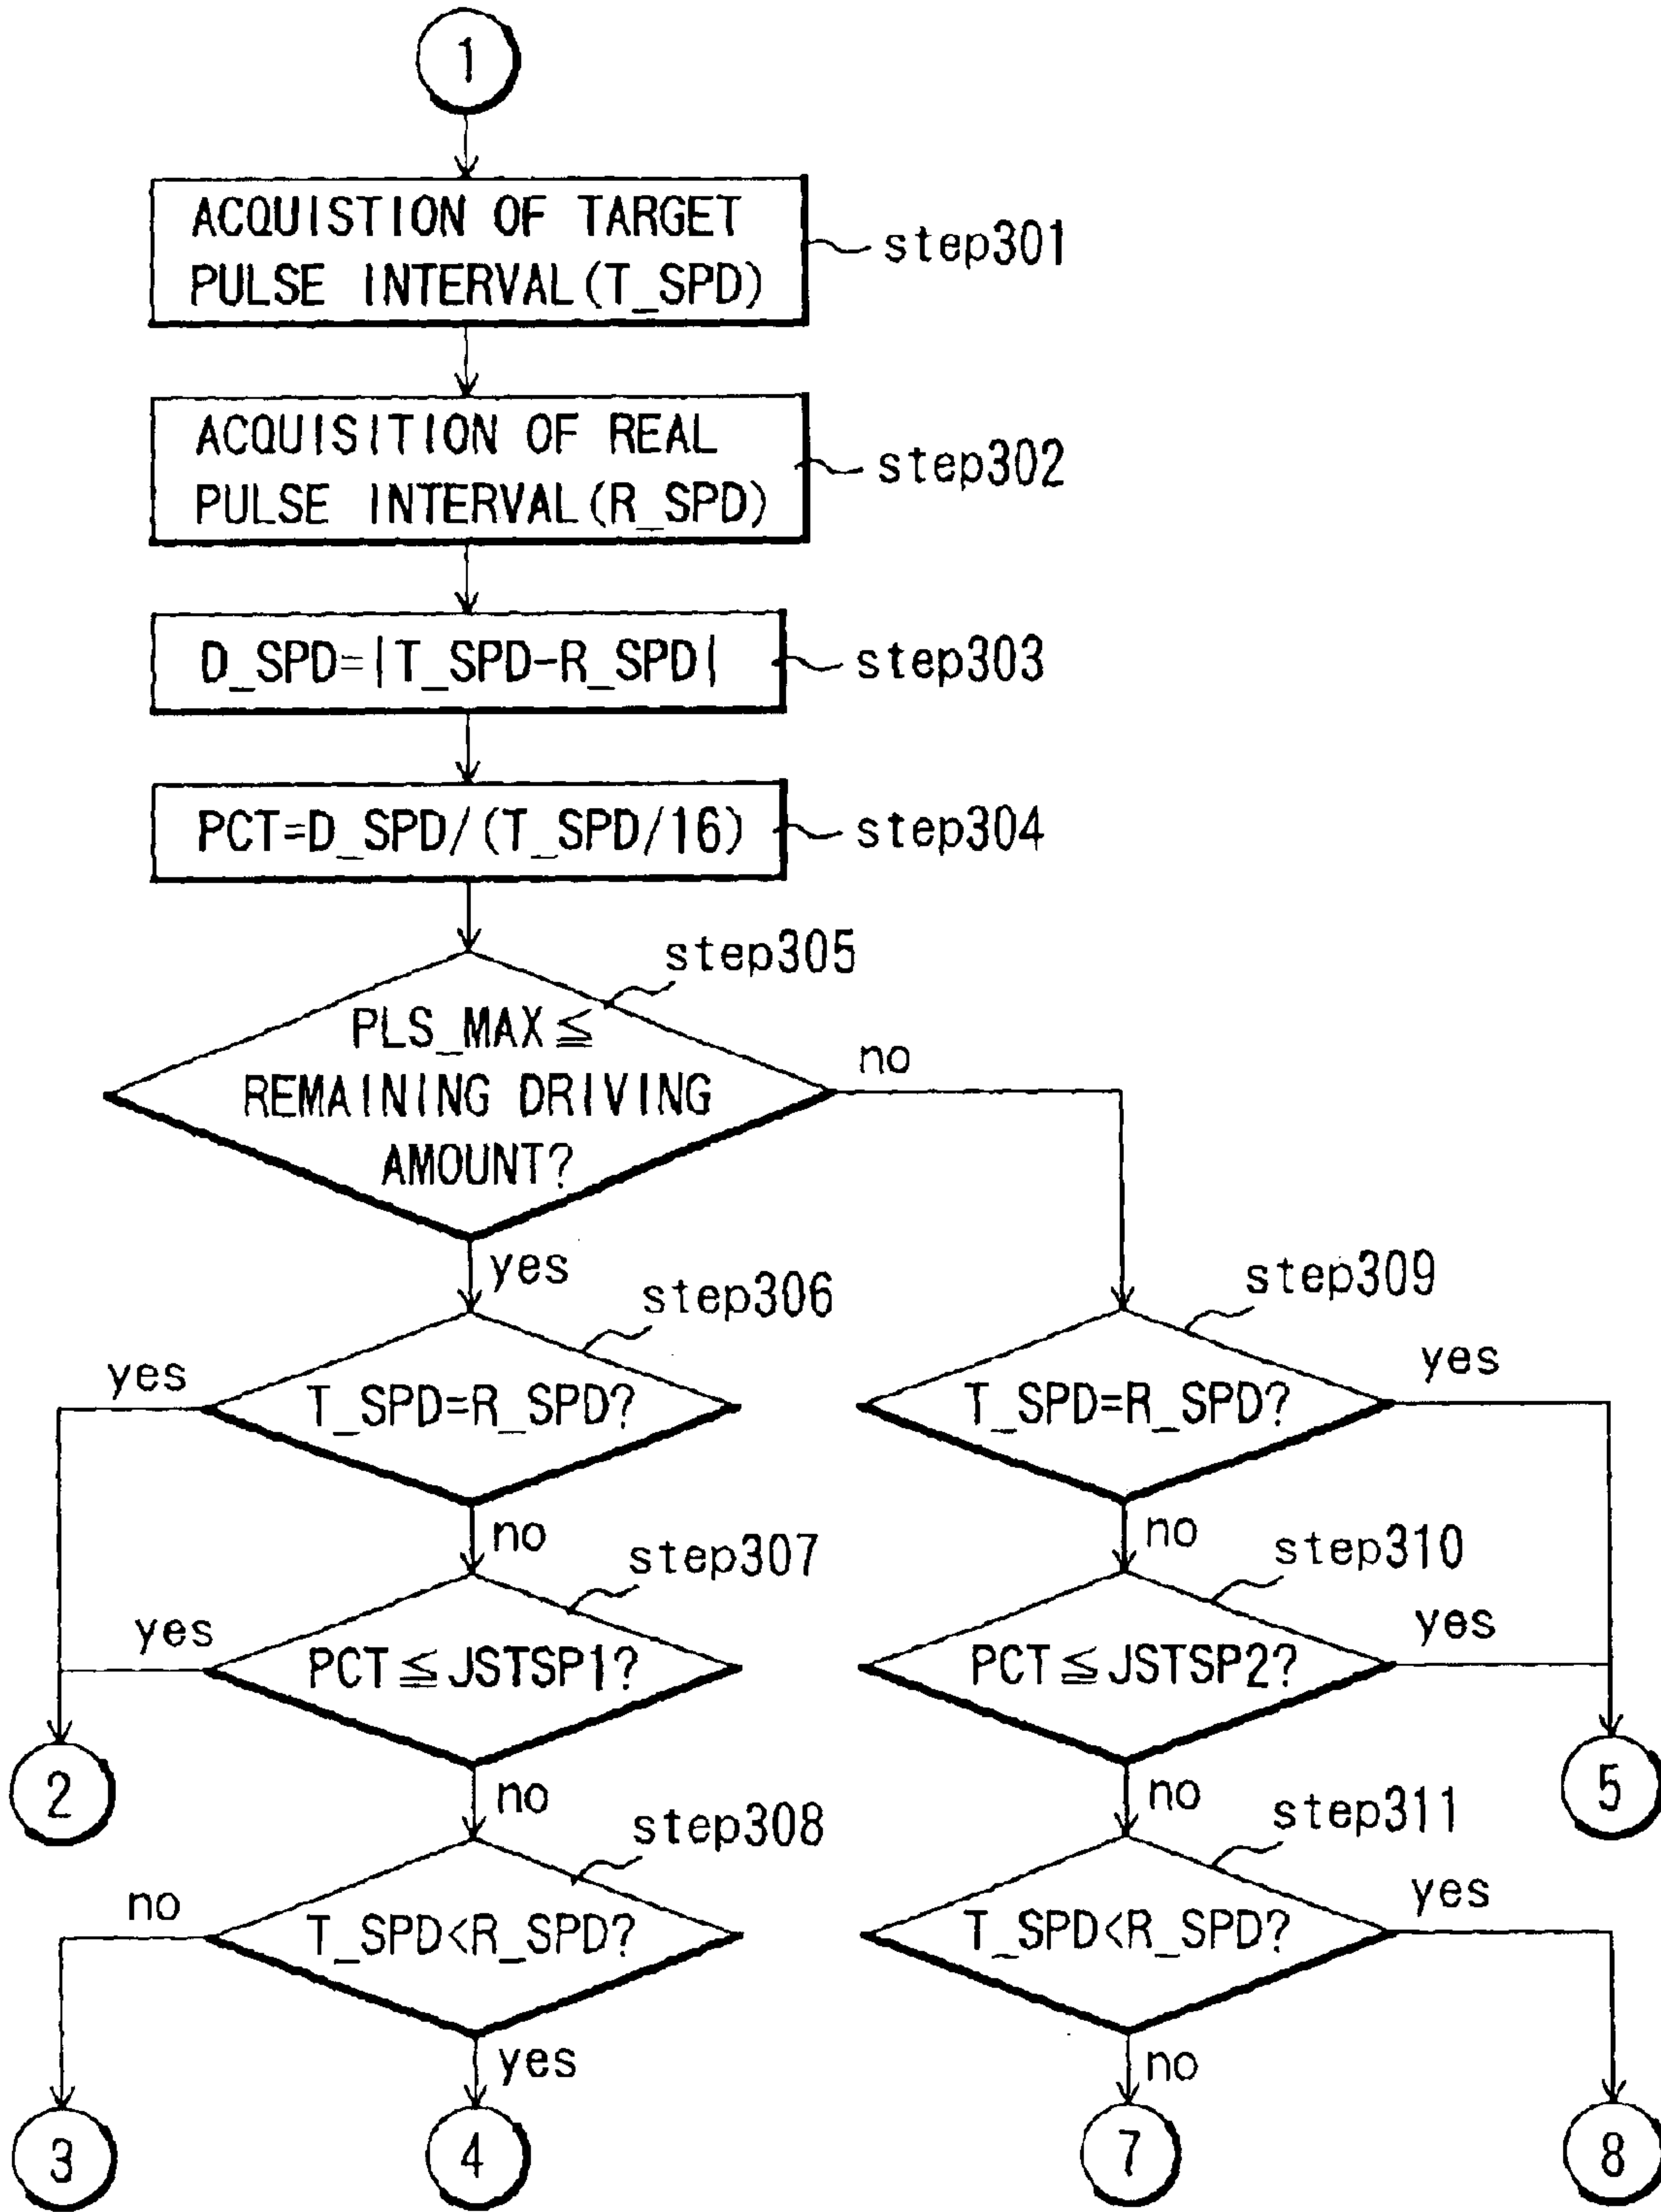 1
ACQUISTION OF TARGET
PULSE INTERVAL(T_SPD)
step301
ACQUISITION OF REAL
PULSE INTERVAL(R_SPD)
step302
D_SPD=|T_SPD-R_SPD|
step303
PCT=D_SPD/(T_SPD/16)
step304
step305
PLS_MAX≦
REMAINING DRIVING
AMOUNT?
no
yes
step306
T_SPD=R_SPD?
yes
no
step307
PCT≦JSTSP1?
yes
no
2
step308
T_SPD<R_SPD?
no
yes
3
4
step309
T_SPD=R_SPD?
yes
no
step310
PCT≦JSTSP2?
yes
no
5
step311
T_SPD<R_SPD?
yes
no
7
8